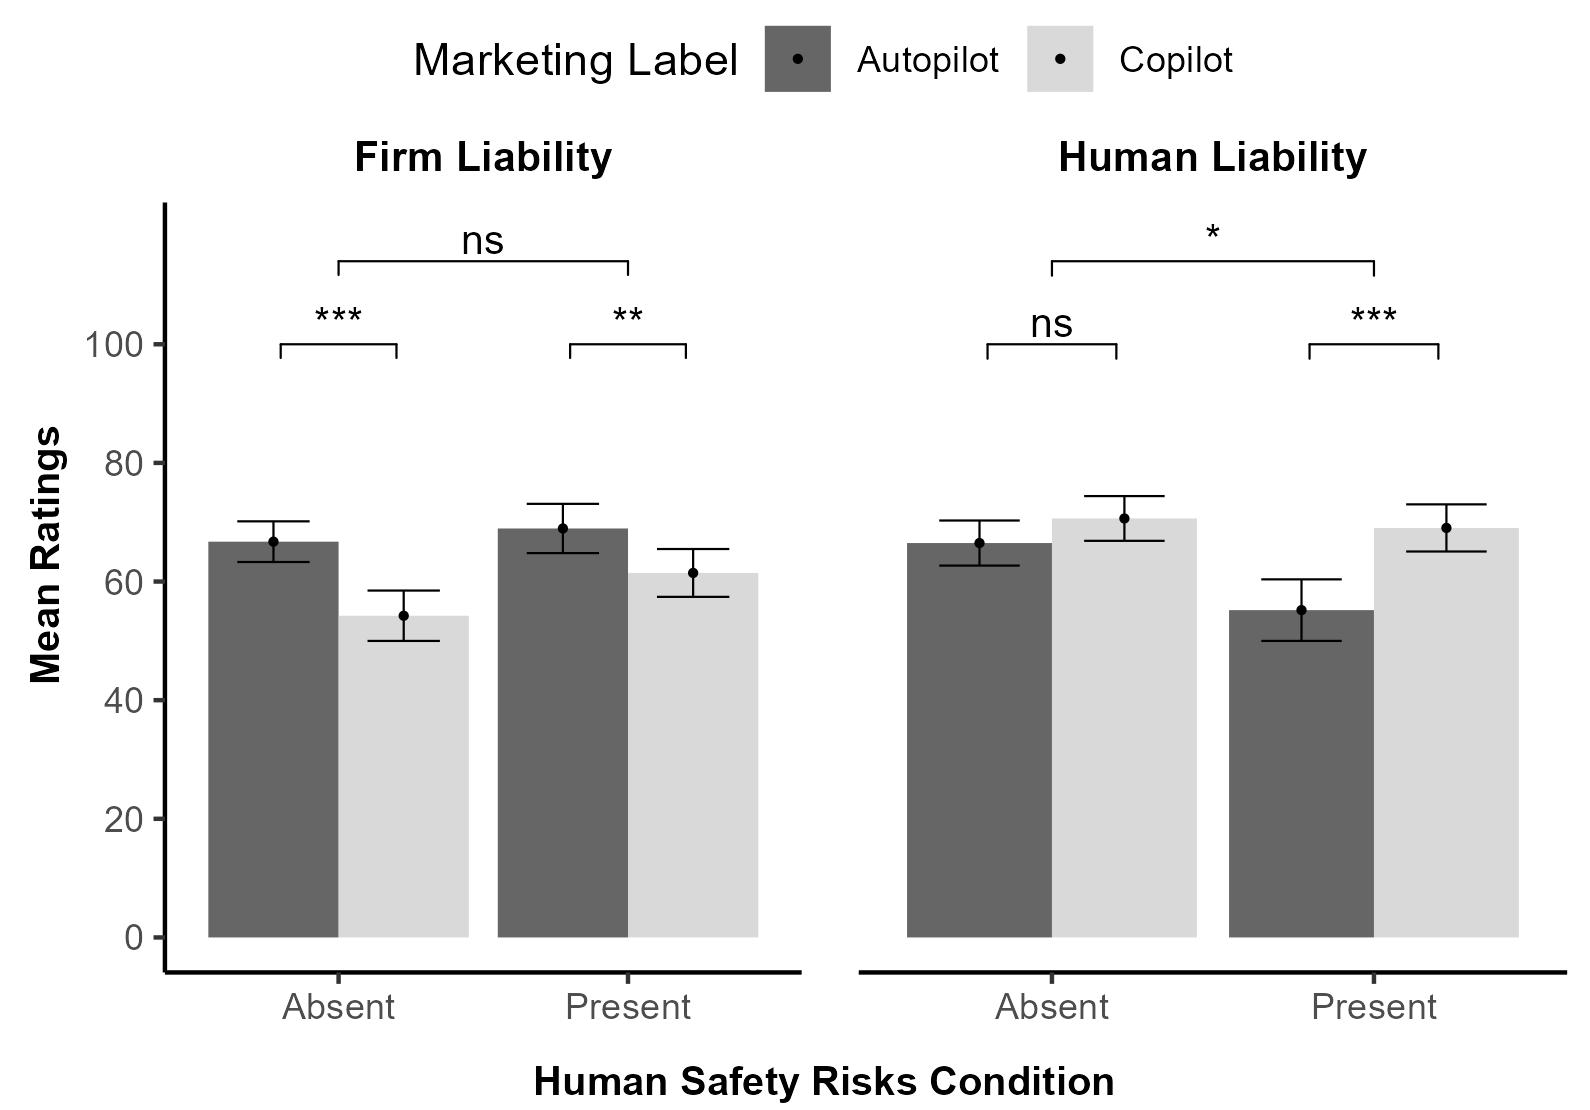 Marketing Label Autopilot Copilot
Firm Liability Human Liability
ns *
*** ** ns ***
100
80
60
40
20
0
Mean Ratings
Absent Present Absent Present
Human Safety Risks Condition